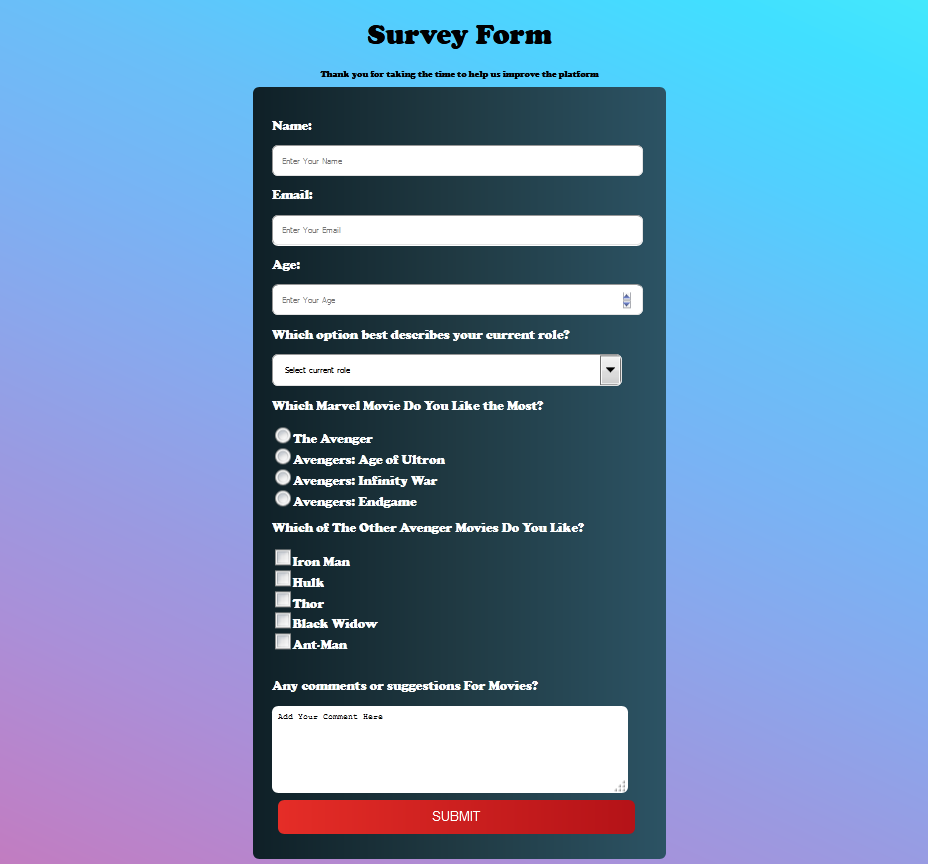 Survey Form
Thank you for taking the time to help us improve the platform
Name:
Enter Your Name
Email:
Enter Your Email
Age:
Enter Your Age
Which option best describes your current role?
Select current role
Which Marvel Movie Do You Like the Most?
The Avenger
Avengers: Age of Ultron
Avengers: Infinity War
Avengers: Endgame
Which of The Other Avenger Movies Do You Like?
Iron Man
Hulk
Thor
Black Widow
Ant-Man
Any comments or suggestions For Movies?
Add Your Comment Here
SUBMIT